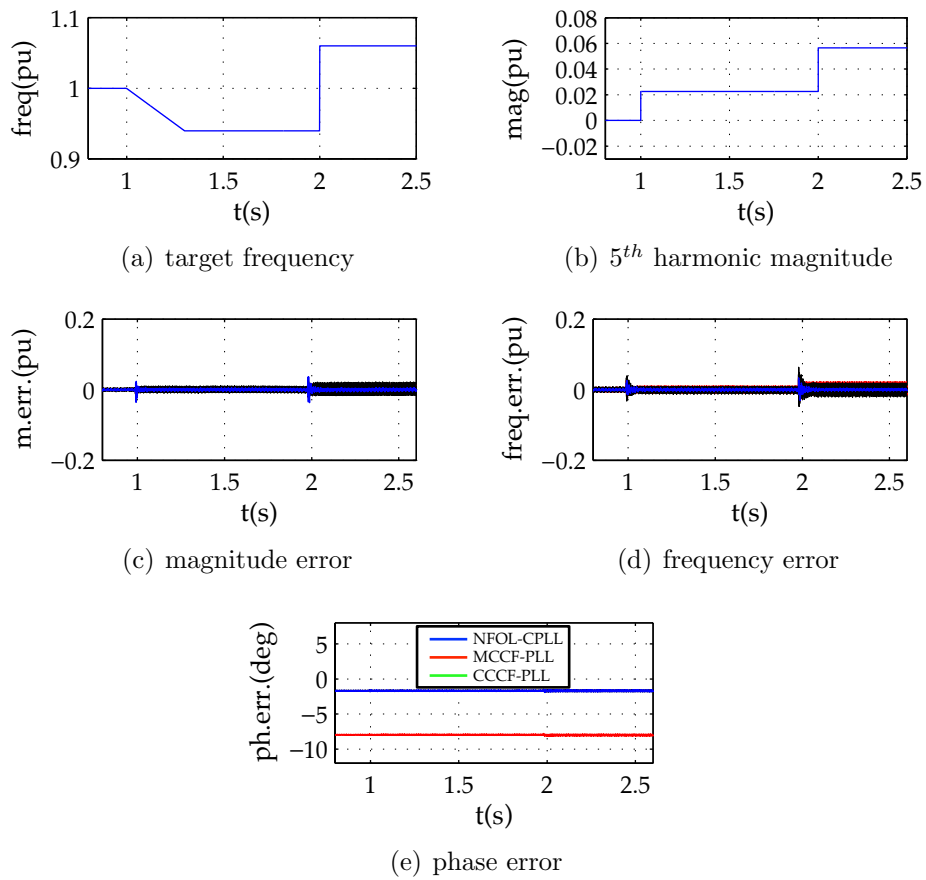 freq(pu)
1.1
1
0.9
1 1.5 2 2.5
t(s)
(a) target frequency
mag(pu)
0.08
0.06
0.04
0.02
0
−0.02
1 1.5 2 2.5
t(s)
(b) 5th harmonic magnitude
m.err.(pu)
0.2
0
−0.2
1 1.5 2 2.5
t(s)
(c) magnitude error
freq.err.(pu)
0.2
0
−0.2
1 1.5 2 2.5
t(s)
(d) frequency error
ph.err.(deg)
5
0
−5
−10
NFOL-CPLL
MCCF-PLL
CCCF-PLL
1 1.5 2 2.5
t(s)
(e) phase error